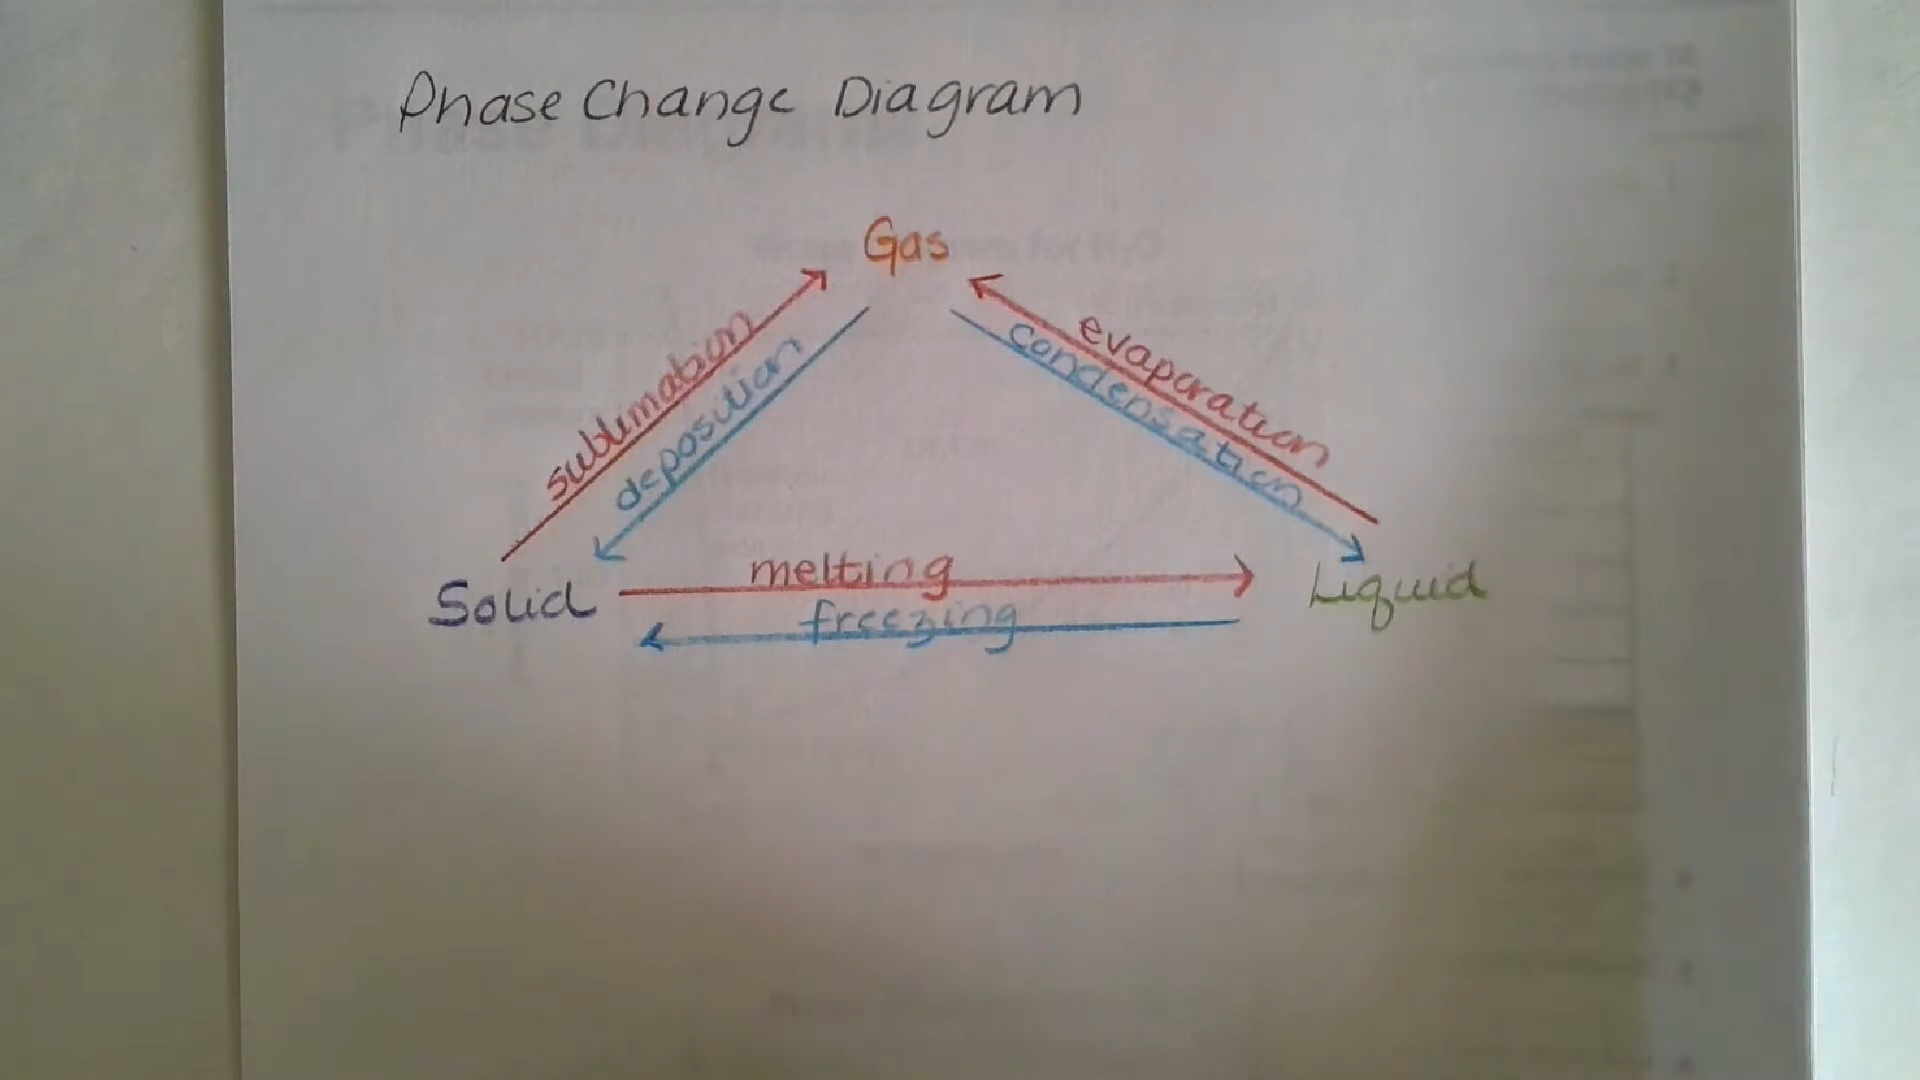 Phase Change Diagram
Gas
sublimation
deposition
evaporation
condensation
melting
freezing
Solid
Liquid